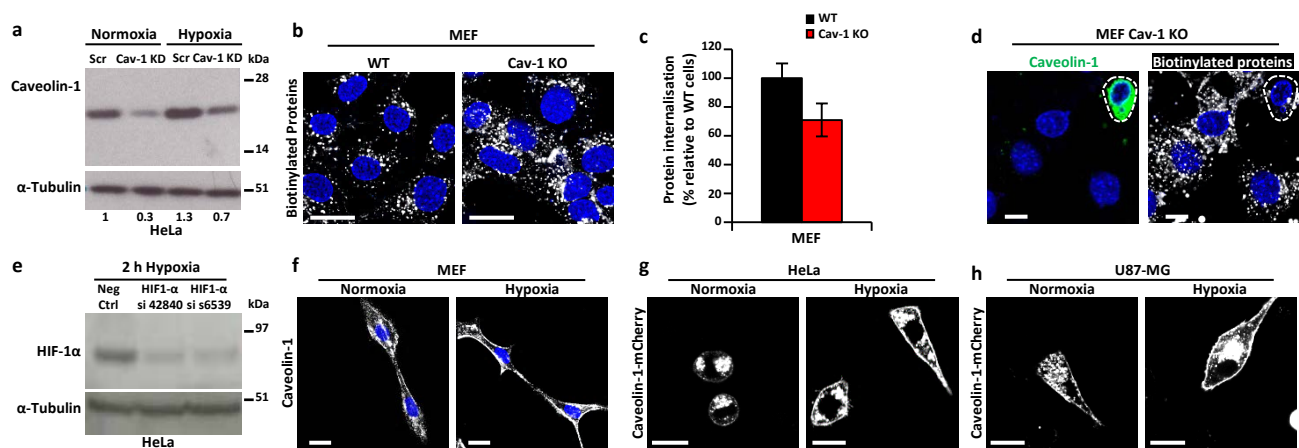 a
Normoxia Hypoxia
Scr Cav-1 KD Scr Cav-1 KD kDa
Caveolin-1
28
14
α-Tubulin
51
1 0.3 1.3 0.7
HeLa
b
MEF
WT Cav-1 KO
Biotinylated Proteins
c
WT
Cav-1 KO
Protein internalisation
(% relative to WT cells)
120
100
80
60
40
20
0
MEF
d
MEF Cav-1 KO
Caveolin-1 Biotinylated proteins
e
2 h Hypoxia
Neg HIF1-α HIF1-α
Ctrl si 42840 si s6539 kDa
97
HIF-1α
51
α-Tubulin
HeLa
f
MEF
Normoxia Hypoxia
Caveolin-1
g
HeLa
Normoxia Hypoxia
Caveolin-1-mCherry
h
U87-MG
Normoxia Hypoxia
Caveolin-1-mCherry